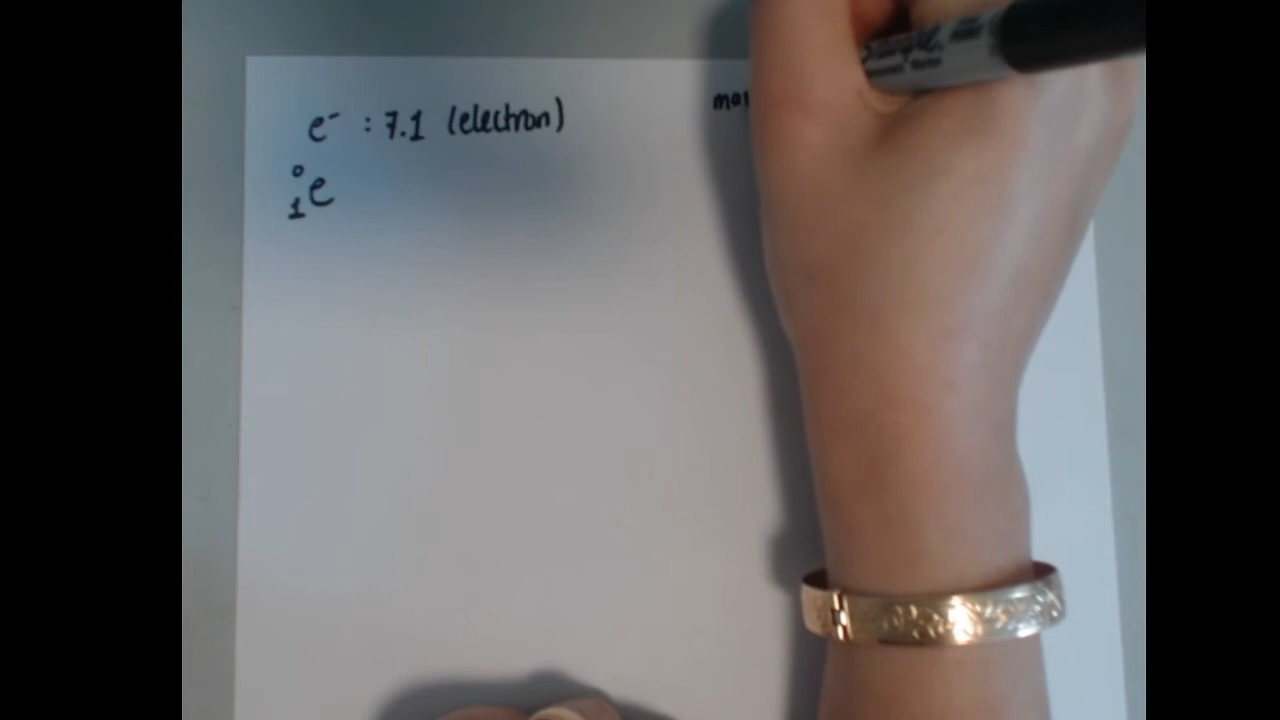 e⁻ : 7.1 (electron)
⁰₁e